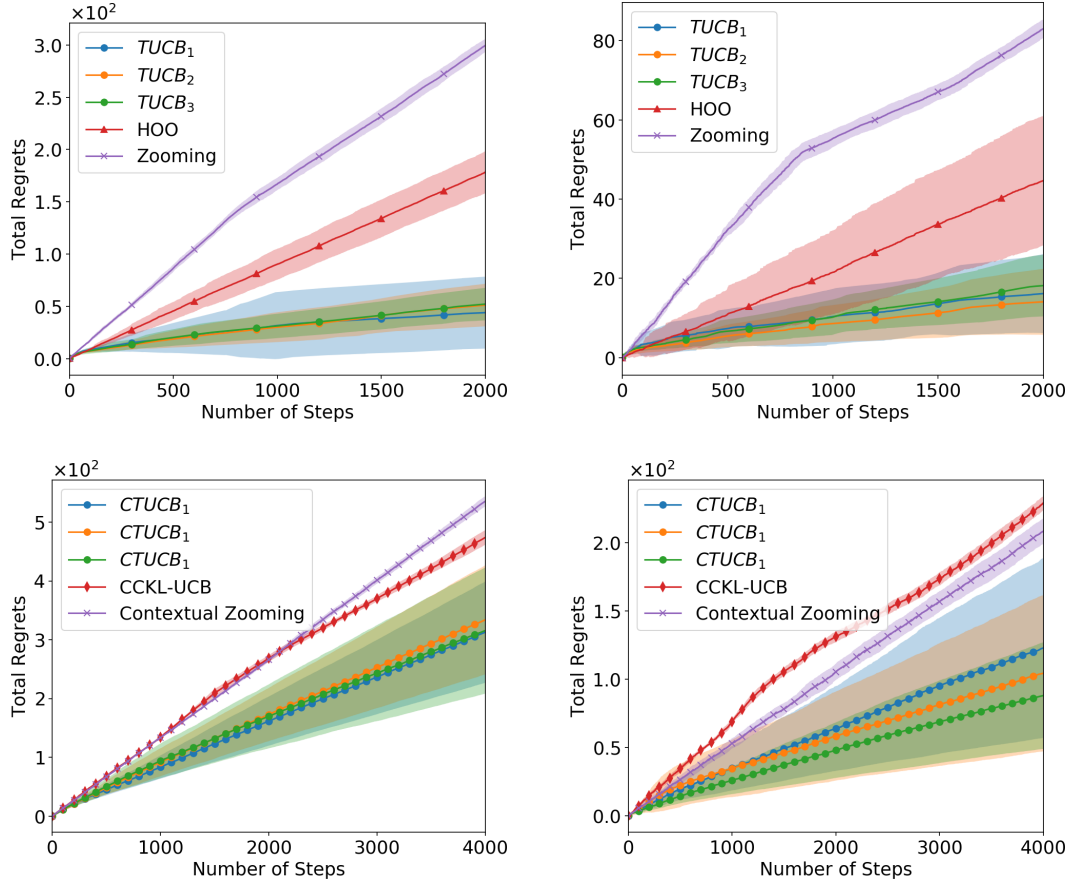 ×10²
3.0
2.5
2.0
1.5
1.0
0.5
0.0
Total Regrets
TUCB₁
TUCB₂
TUCB₃
HOO
Zooming
0 500 1000 1500 2000
Number of Steps
80
60
40
20
0
Total Regrets
TUCB₁
TUCB₂
TUCB₃
HOO
Zooming
0 500 1000 1500 2000
Number of Steps
×10²
5
4
3
2
1
0
Total Regrets
CTUCB₁
CTUCB₁
CTUCB₁
CCKL-UCB
Contextual Zooming
0 1000 2000 3000 4000
Number of Steps
×10²
2.0
1.5
1.0
0.5
0.0
Total Regrets
CTUCB₁
CTUCB₁
CTUCB₁
CCKL-UCB
Contextual Zooming
0 1000 2000 3000 4000
Number of Steps